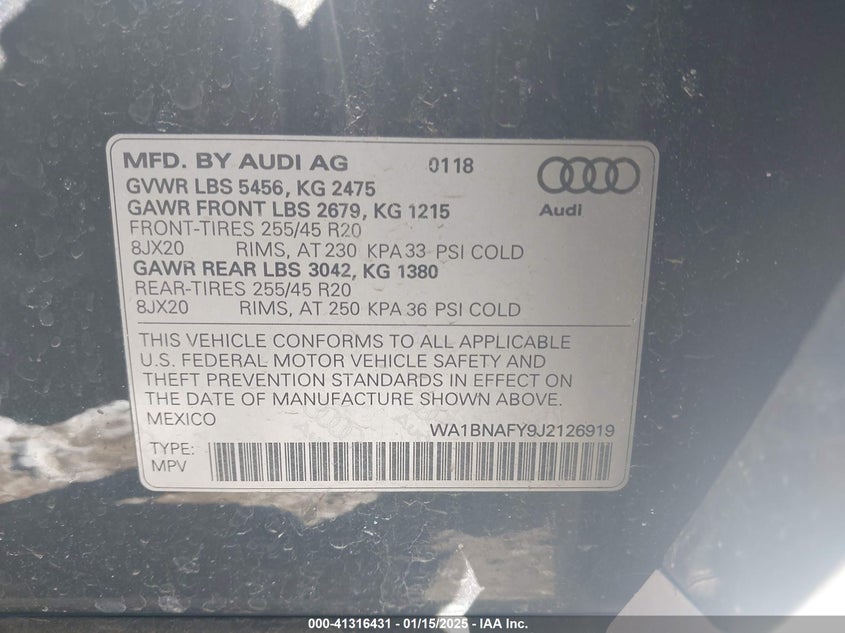 MFD. BY AUDI AG 0118
GVWR LBS 5456, KG 2475
GAWR FRONT LBS 2679, KG 1215
FRONT-TIRES 255/45 R20
8JX20 RIMS, AT 230 KPA 33 PSI COLD
GAWR REAR LBS 3042, KG 1380
REAR-TIRES 255/45 R20
8JX20 RIMS, AT 250 KPA 36 PSI COLD
Audi
THIS VEHICLE CONFORMS TO ALL APPLICABLE
U.S. FEDERAL MOTOR VEHICLE SAFETY AND
THEFT PREVENTION STANDARDS IN EFFECT ON
THE DATE OF MANUFACTURE SHOWN ABOVE.
MEXICO
WA1BNAFY9J2126919
TYPE:
MPV
000-41316431 - 01/15/2025 - IAA Inc.